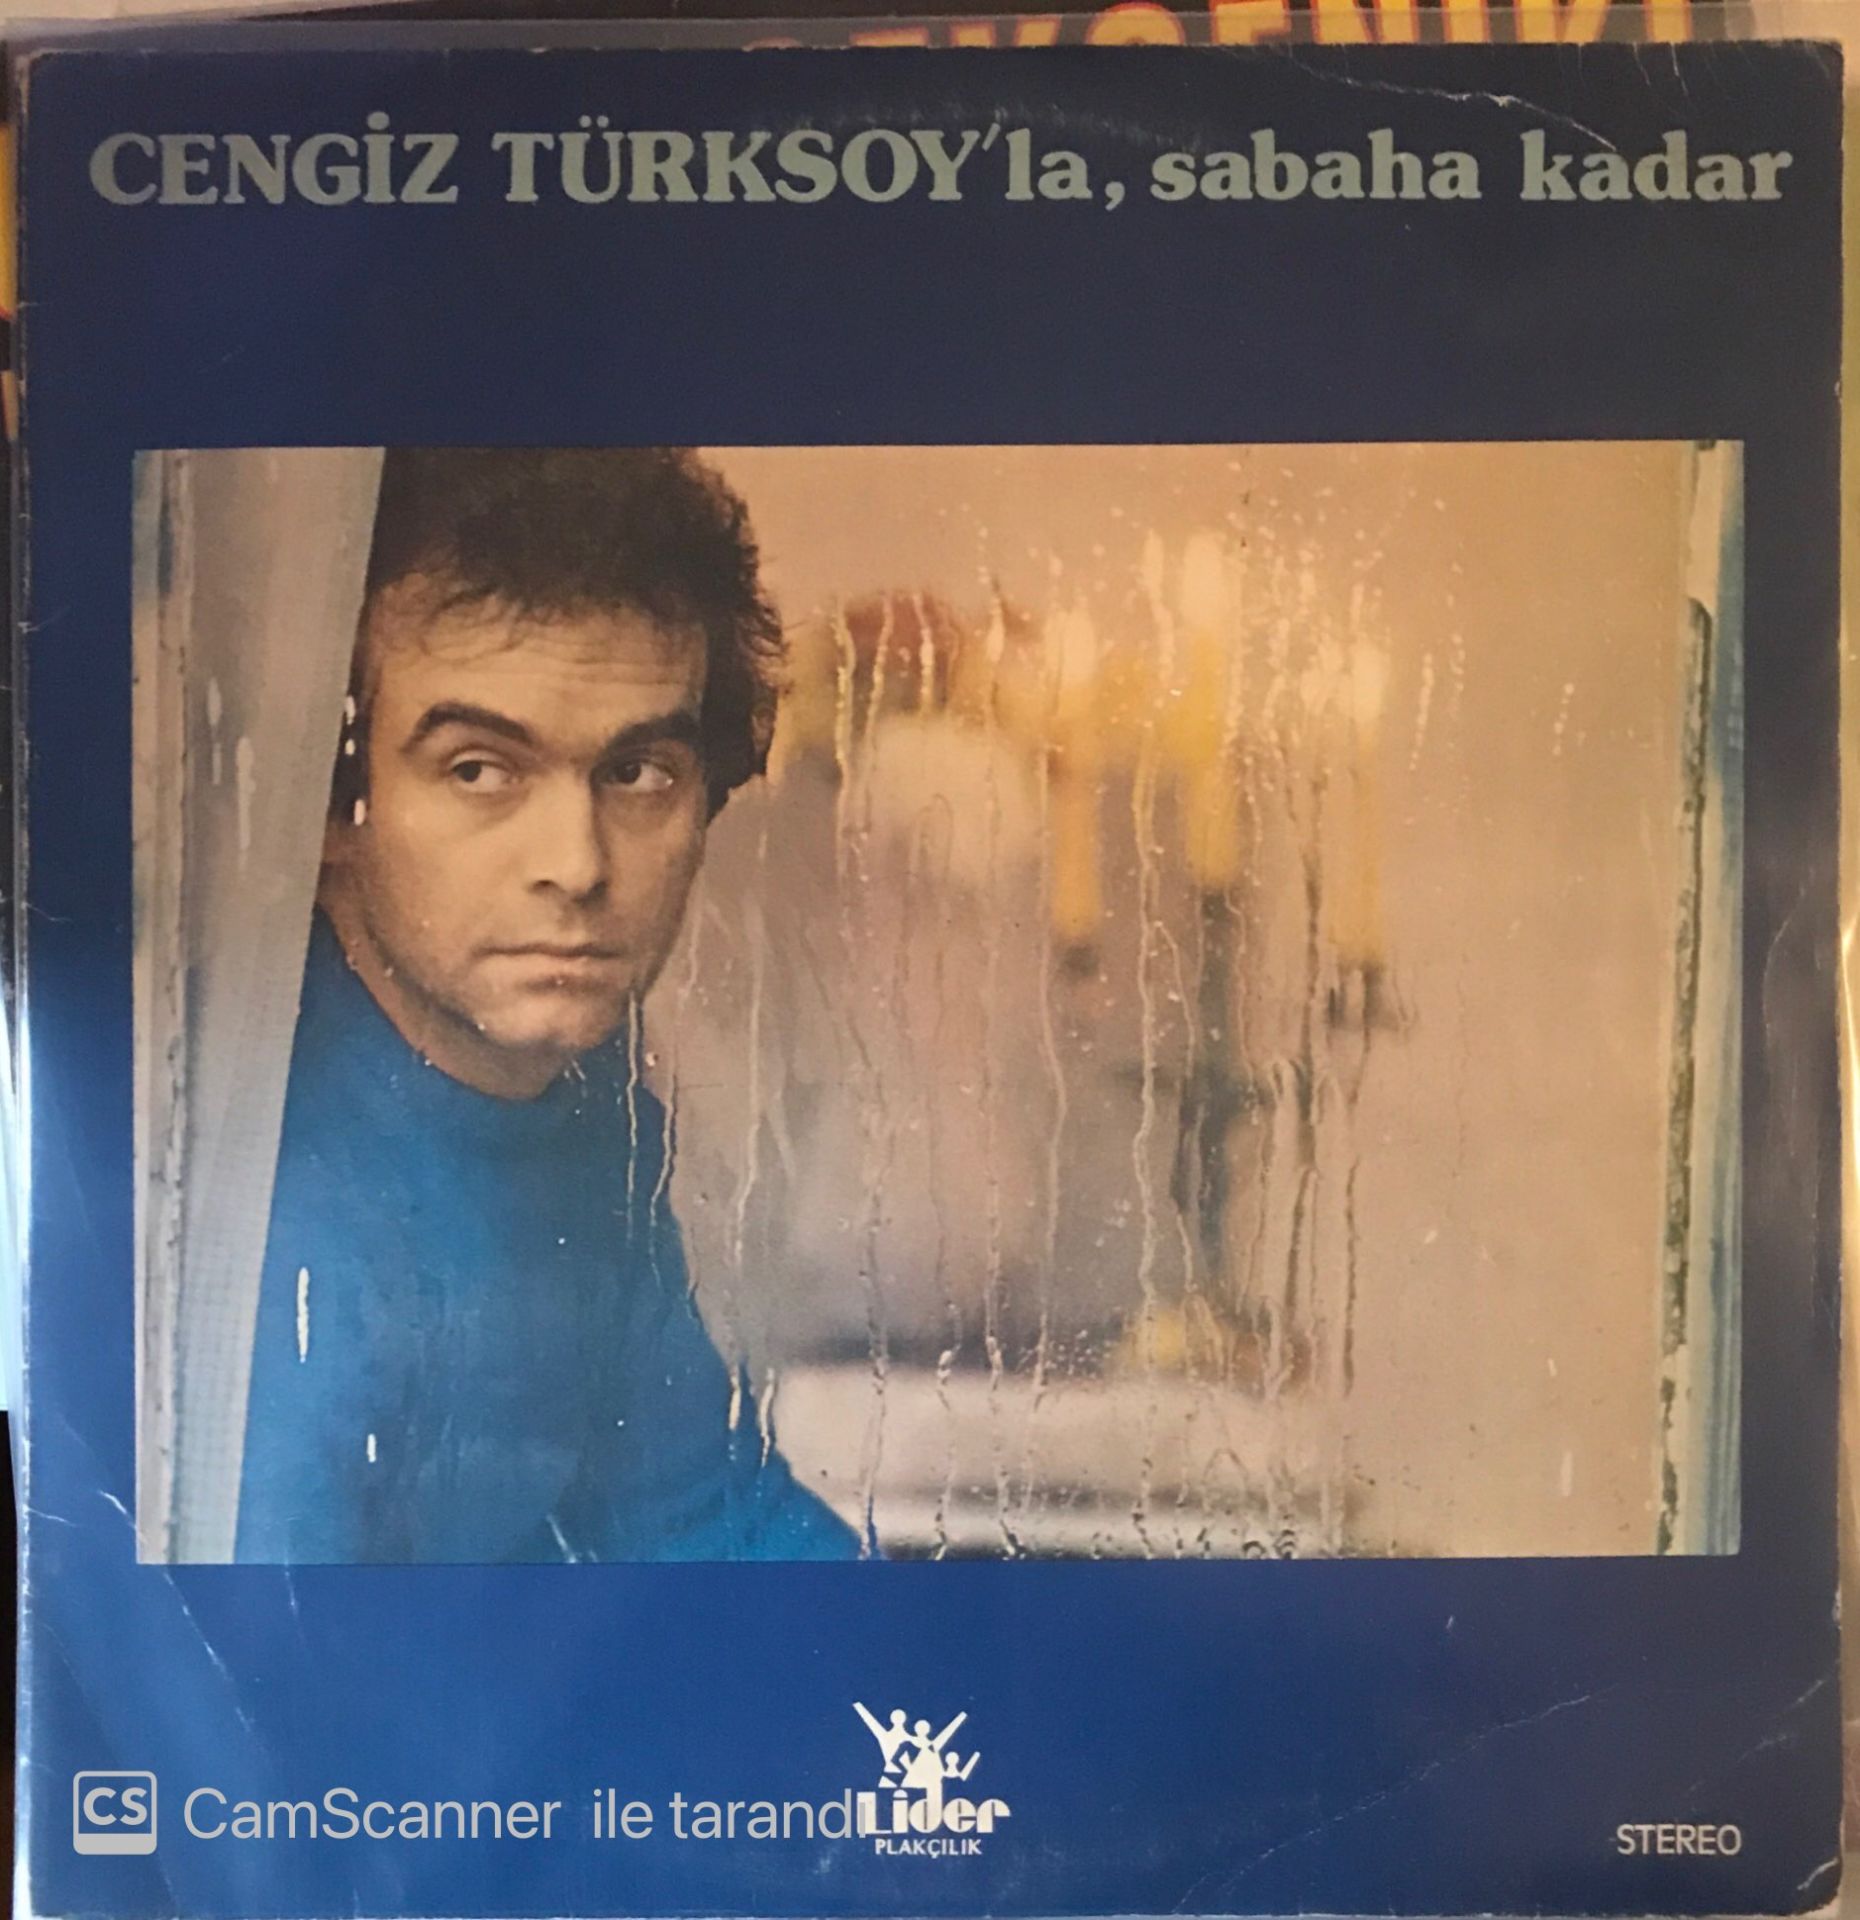 CENGİZ TÜRKSOY'la, sabaha kadar
CS CamScanner ile tarandı
Lider
PLAKÇILIK
STEREO